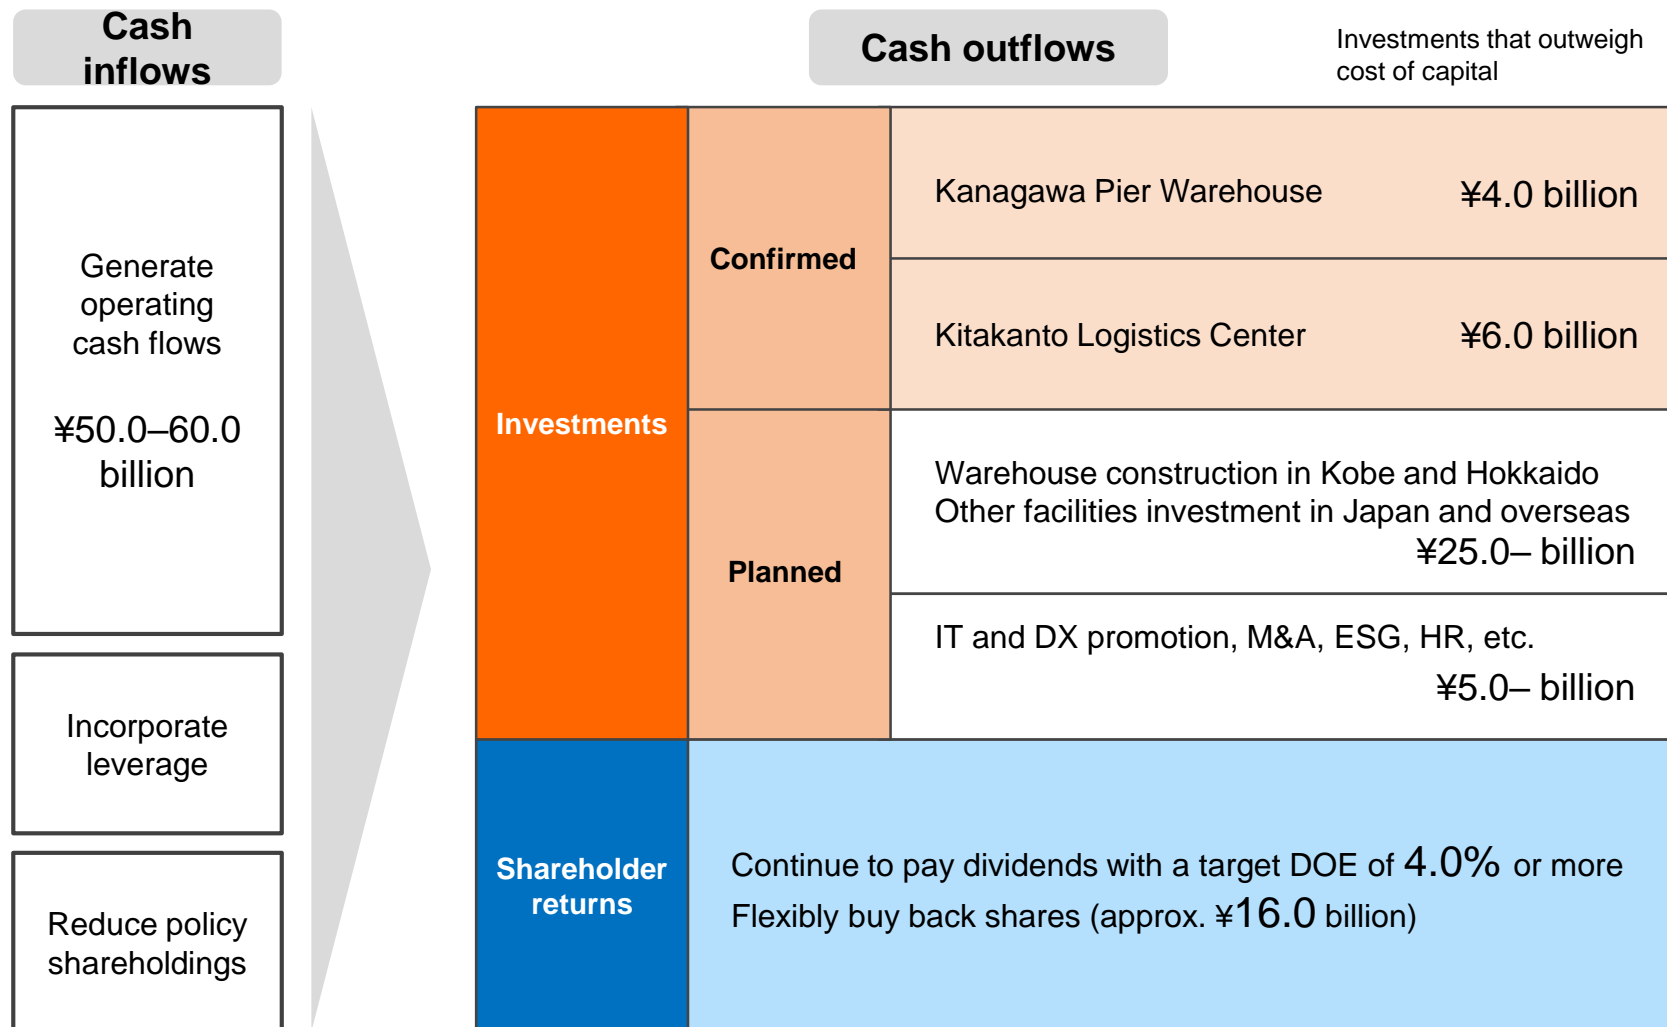 Cash
inflows
Cash outflows
Investments that outweigh
cost of capital
Generate
operating
cash flows
¥50.0–60.0
billion
Incorporate
leverage
Reduce policy
shareholdings
Investments
Confirmed
Kanagawa Pier Warehouse ¥4.0 billion
Kitakanto Logistics Center ¥6.0 billion
Planned
Warehouse construction in Kobe and Hokkaido
Other facilities investment in Japan and overseas
¥25.0– billion
IT and DX promotion, M&A, ESG, HR, etc.
¥5.0– billion
Shareholder
returns
Continue to pay dividends with a target DOE of 4.0% or more
Flexibly buy back shares (approx. ¥16.0 billion)